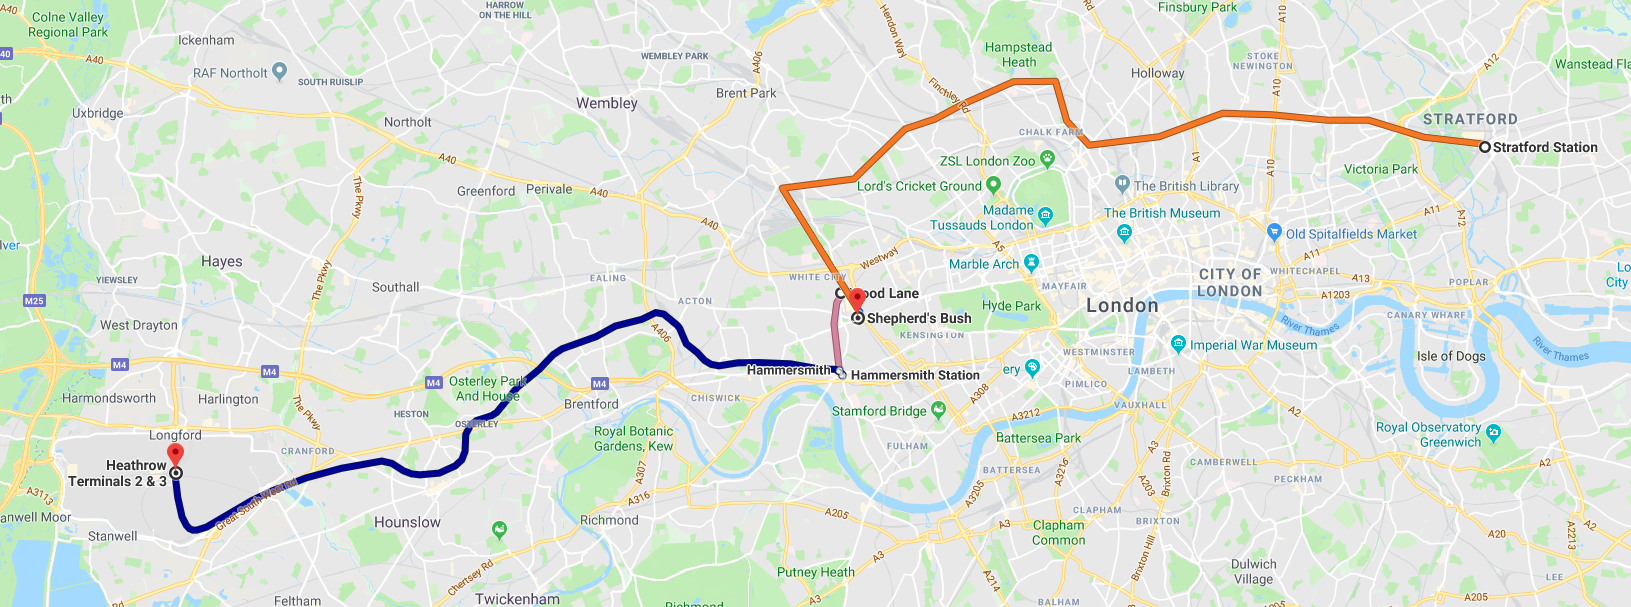 Colne Valley
Regional Park
A40
HARROW
ON THE HILL
Hendon Way
Finsbury Park
A10
Ickenham
A406
WEMBLEY PARK
Hampstead
Heath
STOKE
NEWINGTON
A12
Wanstead Fla
A40
A40
RAF Northolt
SOUTH RUISLIP
Holloway
Brent Park
Finchley Rd
Wembley
Uxbridge
Northolt
CHALK FARM
STRATFORD
Stratford Station
A40
ZSL London Zoo
A1
A10
Victoria Park
The Pkwy
Greenford
Perivale
A40
Lord's Cricket Ground
The British Library
A40
Madame
Tussauds London
The British Museum
A11
A12
Old Spitalfields Market
Hayes
Westway
A5
Marble Arch
CITY OF
LONDON
WHITECHAPEL
A13
YIEWSLEY
The Pkwy
EALING
WHITE CITY
MAYFAIR
POPLAR
Lo
City
M25
ACTON
ood Lane
Hyde Park
London
A1203
CANARY WHARF
West Drayton
Southall
Shepherd's Bush
KENSINGTON
River Thames
A406
Imperial War Museum
River Thames
M4
M4
WESTMINSTER
Isle of Dogs
Hammersmith
Hammersmith Station
ery
LAMBETH
M4
M4
Osterley Park
And House
PIMLICO
Harmondsworth
Harlington
The Pkwy
HESTON
Brentford
CHISWICK
A308
VAUXHALL
A3212
A2
Stamford Bridge
OSTERLEY
Longford
Royal Botanic
Gardens, Kew
FULHAM
Battersea Park
Royal Observatory
Greenwich
CRANFORD
Heathrow
Terminals 2 & 3
A307
BATTERSEA
A3216
A3
Brixton Rd
CAMBERWELL
A2
PECKHAM
A3113
Great South-West Rd
A316
A3205
A203
anwell Moor
Stanwell
Hounslow
Richmond
A205
A3
CLAPHAM
BRIXTON
Clapham
Common
A20
A2213
Chertsey Rd
A3
Putney Heath
A214
Brixton Hill
Dulwich
Village
LEE
Rd
Feltham
Twickenham
Richmond
BALHAM
A205
A205